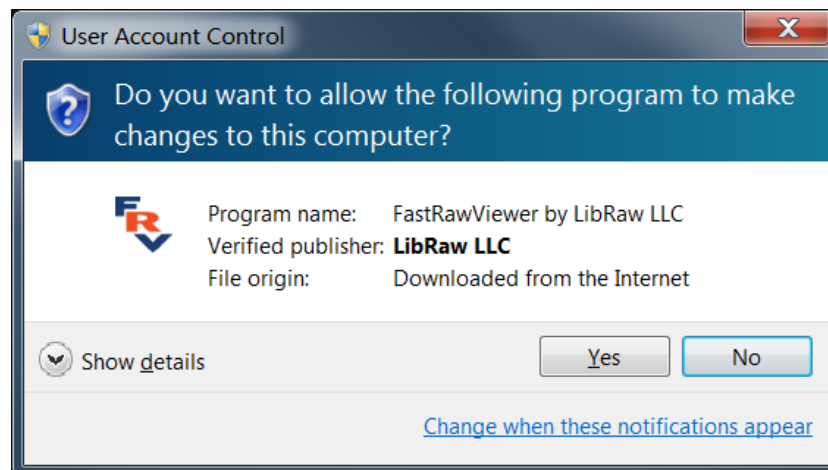 User Account Control
Do you want to allow the following program to make
changes to this computer?
FRV
Program name: FastRawViewer by LibRaw LLC
Verified publisher: LibRaw LLC
File origin: Downloaded from the Internet
Show details
Yes
No
Change when these notifications appear